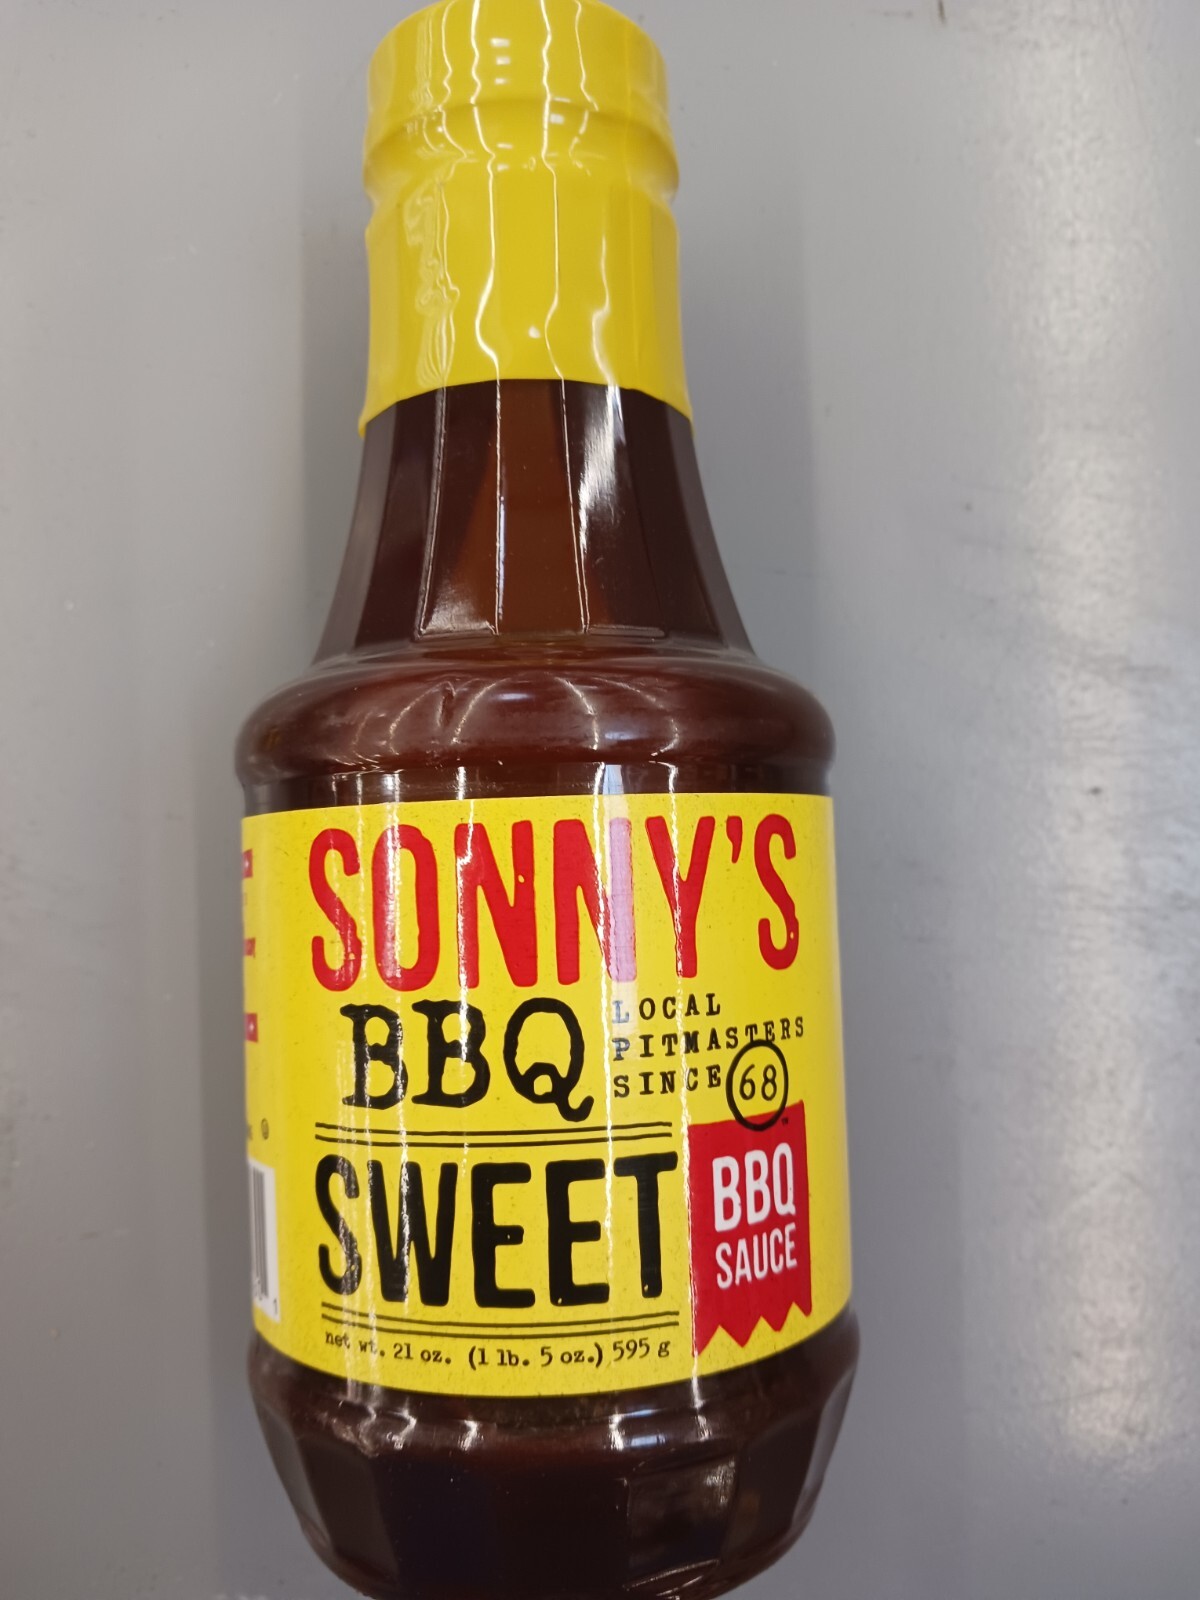 SONNY'S
BBQ
LOCAL
PITMASTERS
SINCE 68
SWEET
BBQ
SAUCE
net wt. 21 oz. (1 lb. 5 oz.) 595 g